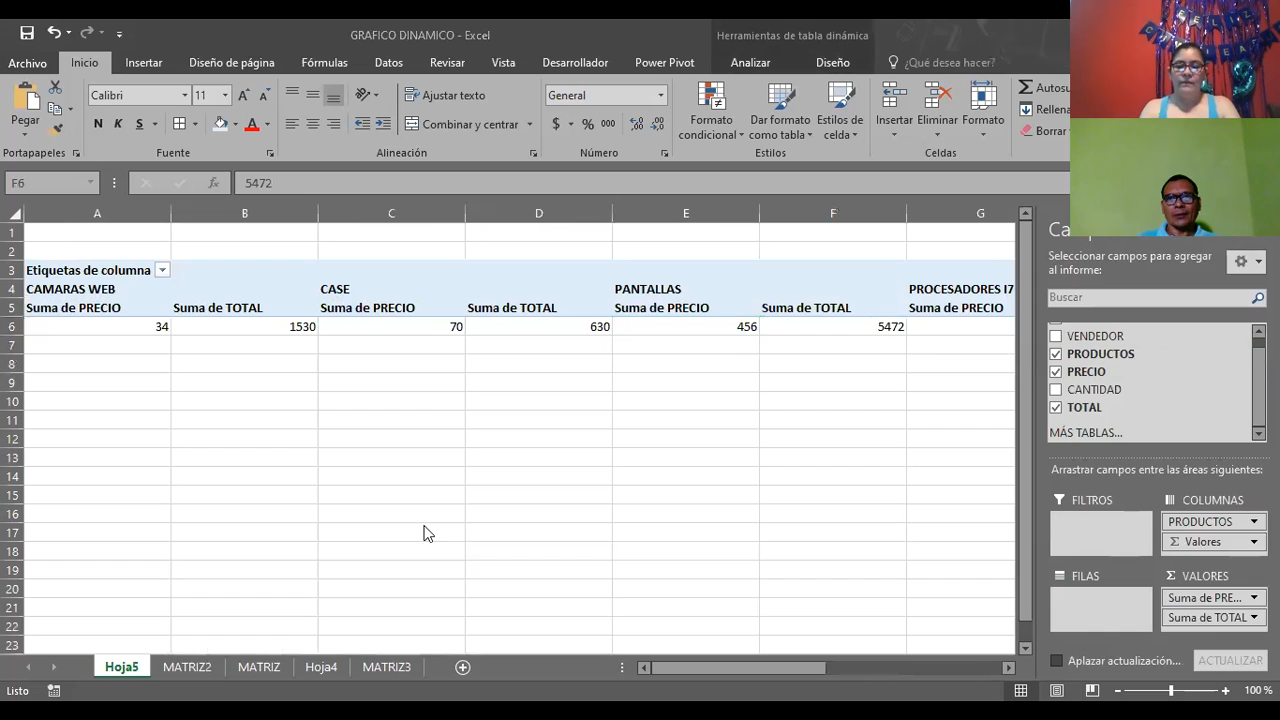 GRAFICO DINAMICO - Excel
Herramientas de tabla dinámica
Archivo Inicio Insertar Diseño de página Fórmulas Datos Revisar Vista Desarrollador Power Pivot Analizar Diseño ¿Qué desea hacer?
Pegar
Calibri 11
N K S
Ajustar texto
Combinar y centrar
General
$ % 000
Formato condicional
Dar formato como tabla
Estilos de celda
Insertar Eliminar Formato
Autosu
Rellena
Borrar
Portapapeles Fuente Alineación Número Estilos Celdas
F6 fx 5472
A B C D E F G
1
2
3 Etiquetas de columna
4 CAMARAS WEB CASE PANTALLAS PROCESADORES I7
5 Suma de PRECIO Suma de TOTAL Suma de PRECIO Suma de TOTAL Suma de PRECIO Suma de TOTAL Suma de PRECIO
6 34 1530 70 630 456 5472
7
8
9
10
11
12
13
14
15
16
17
18
19
20
21
22
23
Seleccionar campos para agregar al informe:
Buscar
VENDEDOR
PRODUCTOS
PRECIO
CANTIDAD
TOTAL
MÁS TABLAS...
Arrastrar campos entre las áreas siguientes:
FILTROS
COLUMNAS
PRODUCTOS
Σ Valores
FILAS
Σ VALORES
Suma de PRE...
Suma de TOTAL
Aplazar actualización... ACTUALIZAR
Hoja5 MATRIZ2 MATRIZ Hoja4 MATRIZ3
Listo
100 %